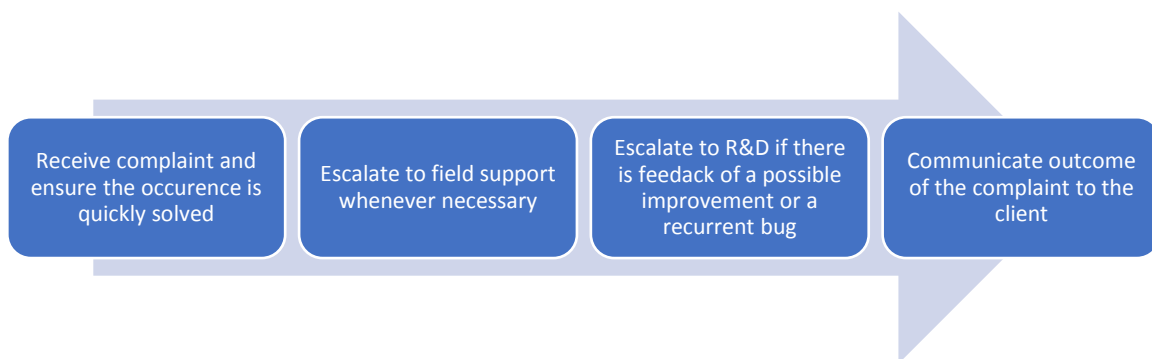 Receive complaint and
ensure the occurence is
quickly solved
Escalate to field support
whenever necessary
Escalate to R&D if there
is feedack of a possible
improvement or a
recurrent bug
Communicate outcome
of the complaint to the
client